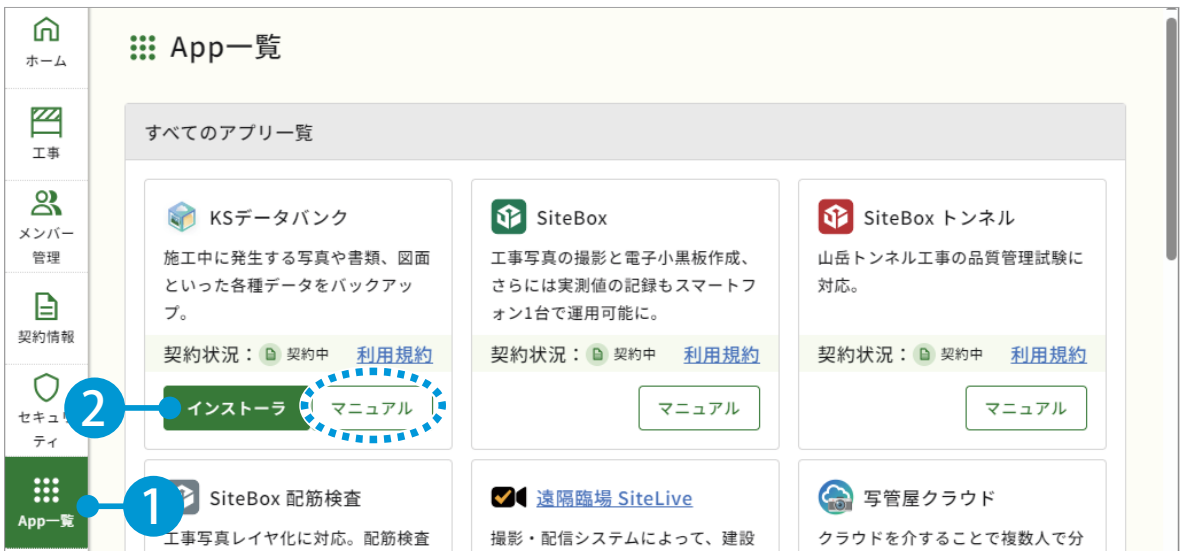 ホーム
工事
メンバー
管理
契約情報
セキュリ
ティ
App一覧
App一覧
すべてのアプリ一覧
KSデータバンク
施工中に発生する写真や書類、図面
といった各種データをバックアッ
プ。
契約状況： 契約中 利用規約
インストーラ マニュアル
SiteBox
工事写真の撮影と電子小黒板作成、
さらには実測値の記録もスマートフ
ォン1台で運用可能に。
契約状況： 契約中 利用規約
マニュアル
SiteBox トンネル
山岳トンネル工事の品質管理試験に
対応。
契約状況： 契約中 利用規約
マニュアル
SiteBox 配筋検査
工事写真レイヤ化に対応。配筋検査
遠隔臨場 SiteLive
撮影・配信システムによって、建設
写管屋クラウド
クラウドを介することで複数人で分
1
2